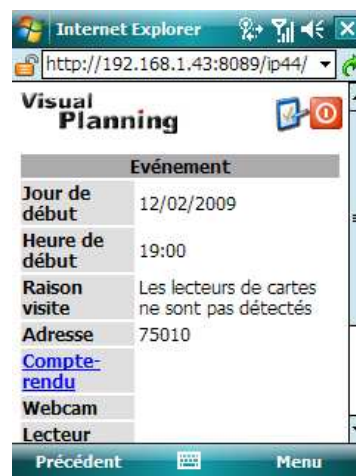 Internet Explorer
http://192.168.1.43:8089/ip44/
Visual
Planning
Evénement
Jour de
début
12/02/2009
Heure de
début
19:00
Raison
visite
Les lecteurs de cartes
ne sont pas détectés
Adresse
75010
Compte-
rendu
Webcam
Lecteur
Précédent
Menu